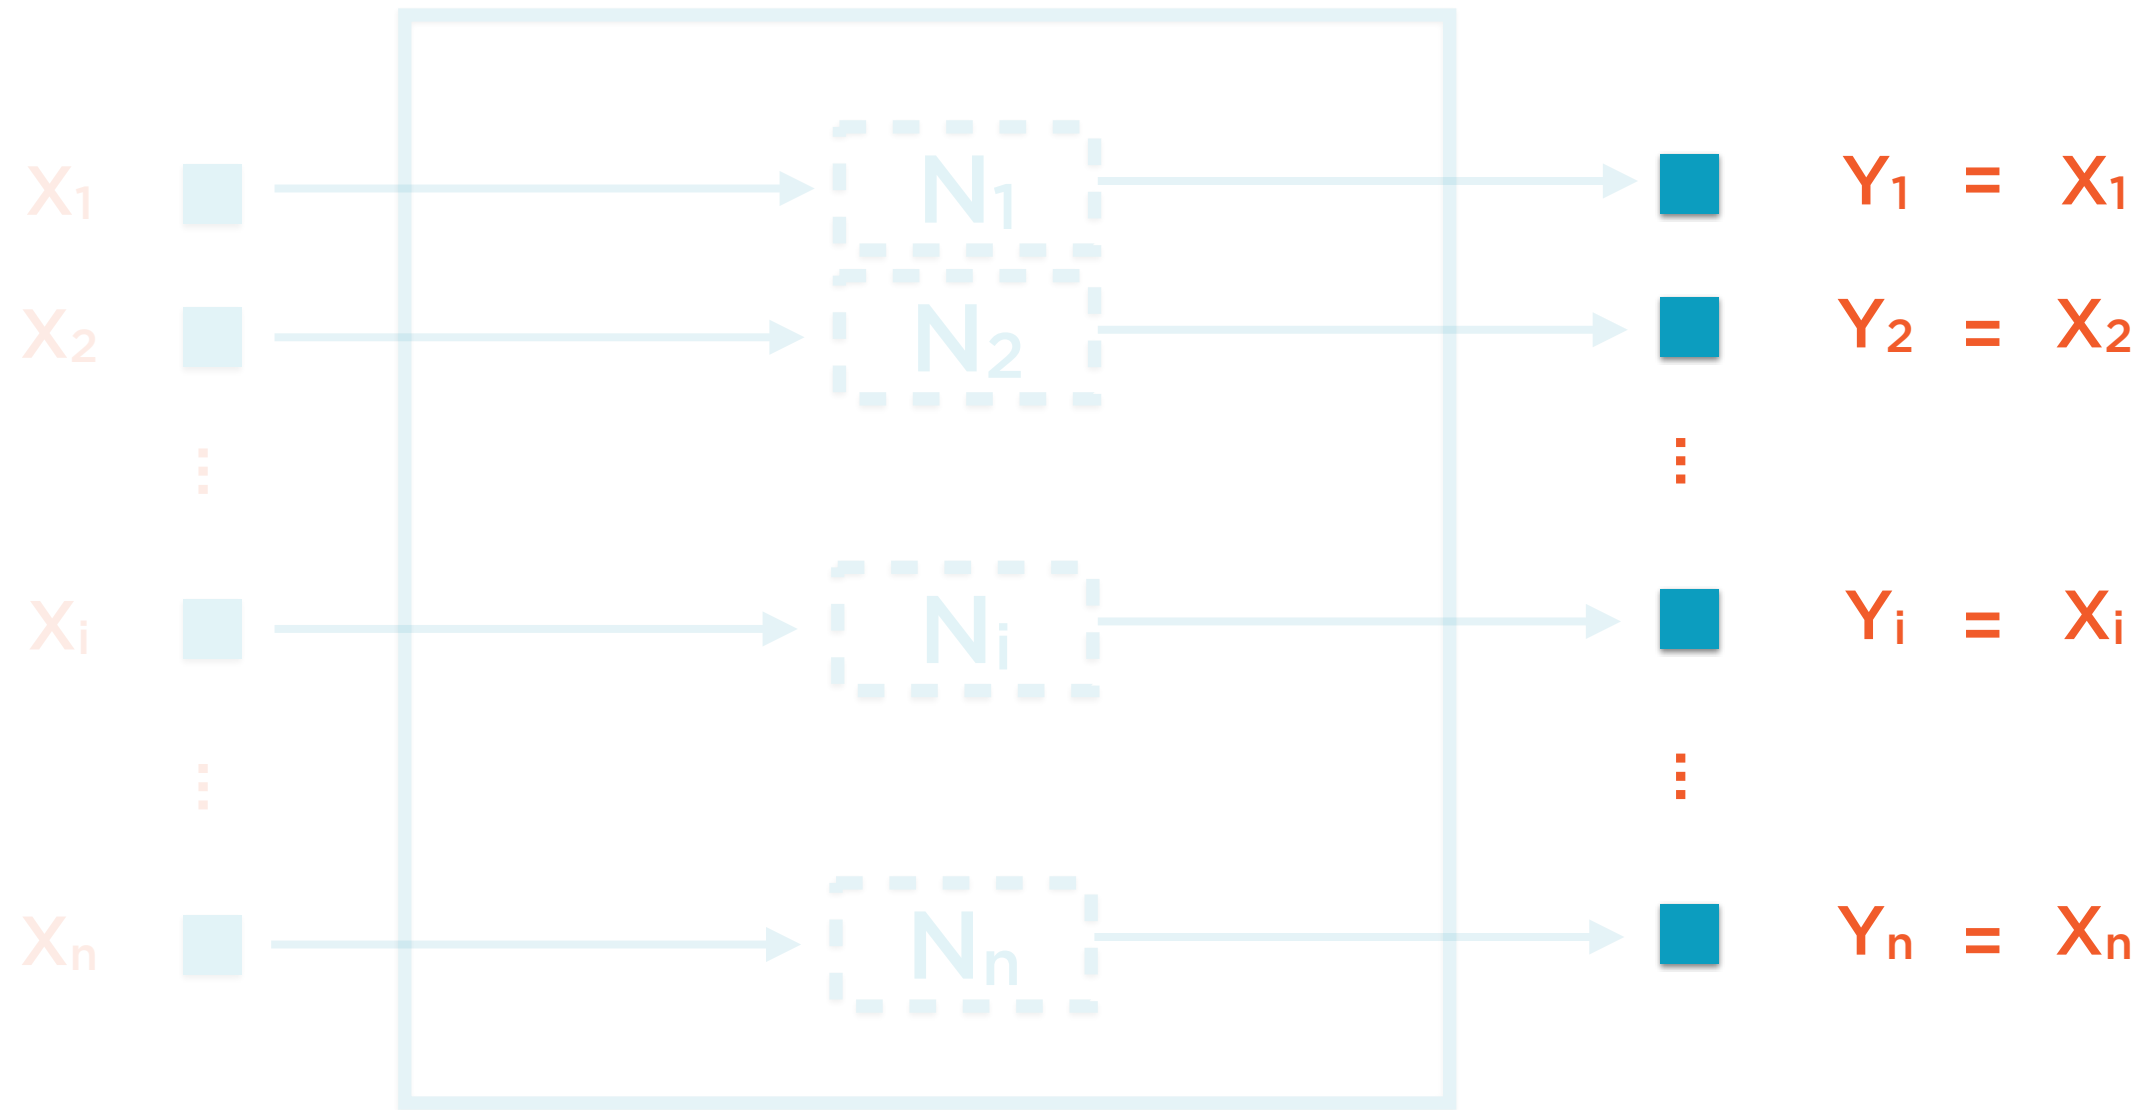 X1 N1 Y1 = X1
X2 N2 Y2 = X2
⋮ ⋮
Xi Ni Yi = Xi
⋮ ⋮
Xn Nn Yn = Xn